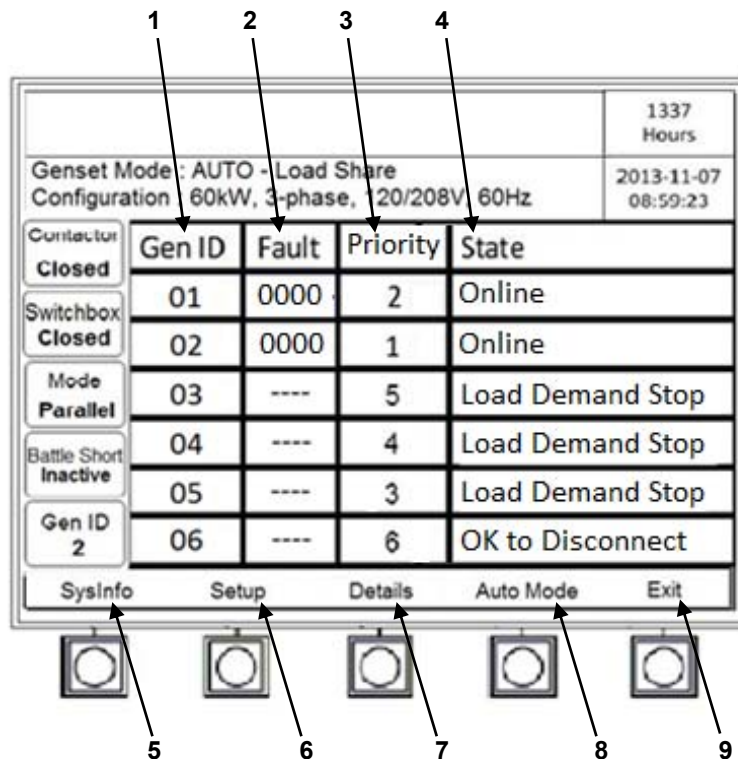 1 2 3 4
1337
Hours
Genset Mode : AUTO - Load Share
Configuration : 60kW, 3-phase, 120/208V, 60Hz
2013-11-07
08:59:23
Contactor
Closed
Switchbox
Closed
Mode
Parallel
Battle Short
Inactive
Gen ID
2
Gen ID Fault Priority State
01 0000 2 Online
02 0000 1 Online
03 ---- 5 Load Demand Stop
04 ---- 4 Load Demand Stop
05 ---- 3 Load Demand Stop
06 ---- 6 OK to Disconnect
SysInfo Setup Details Auto Mode Exit
5 6 7 8 9